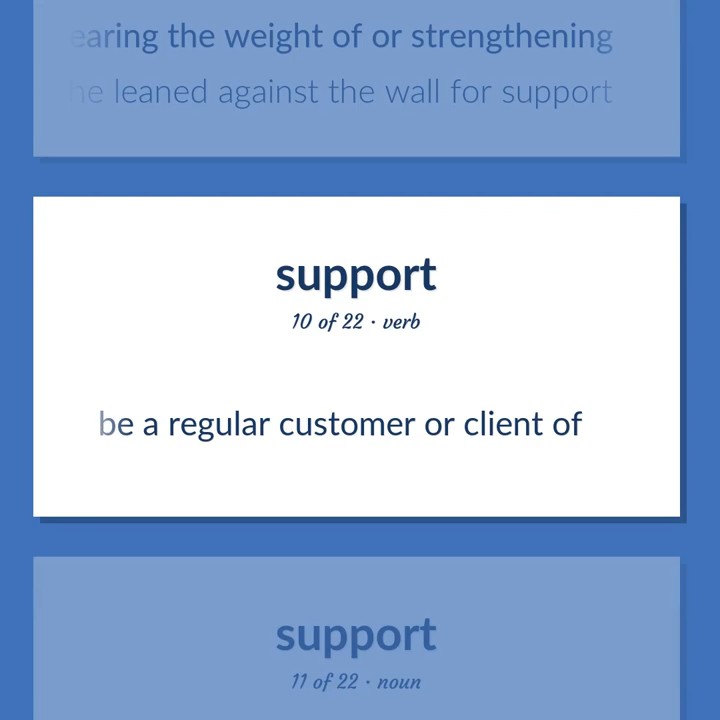 earing the weight of or strengthening
he leaned against the wall for support
support
10 of 22 · verb
be a regular customer or client of
support
11 of 22 · noun